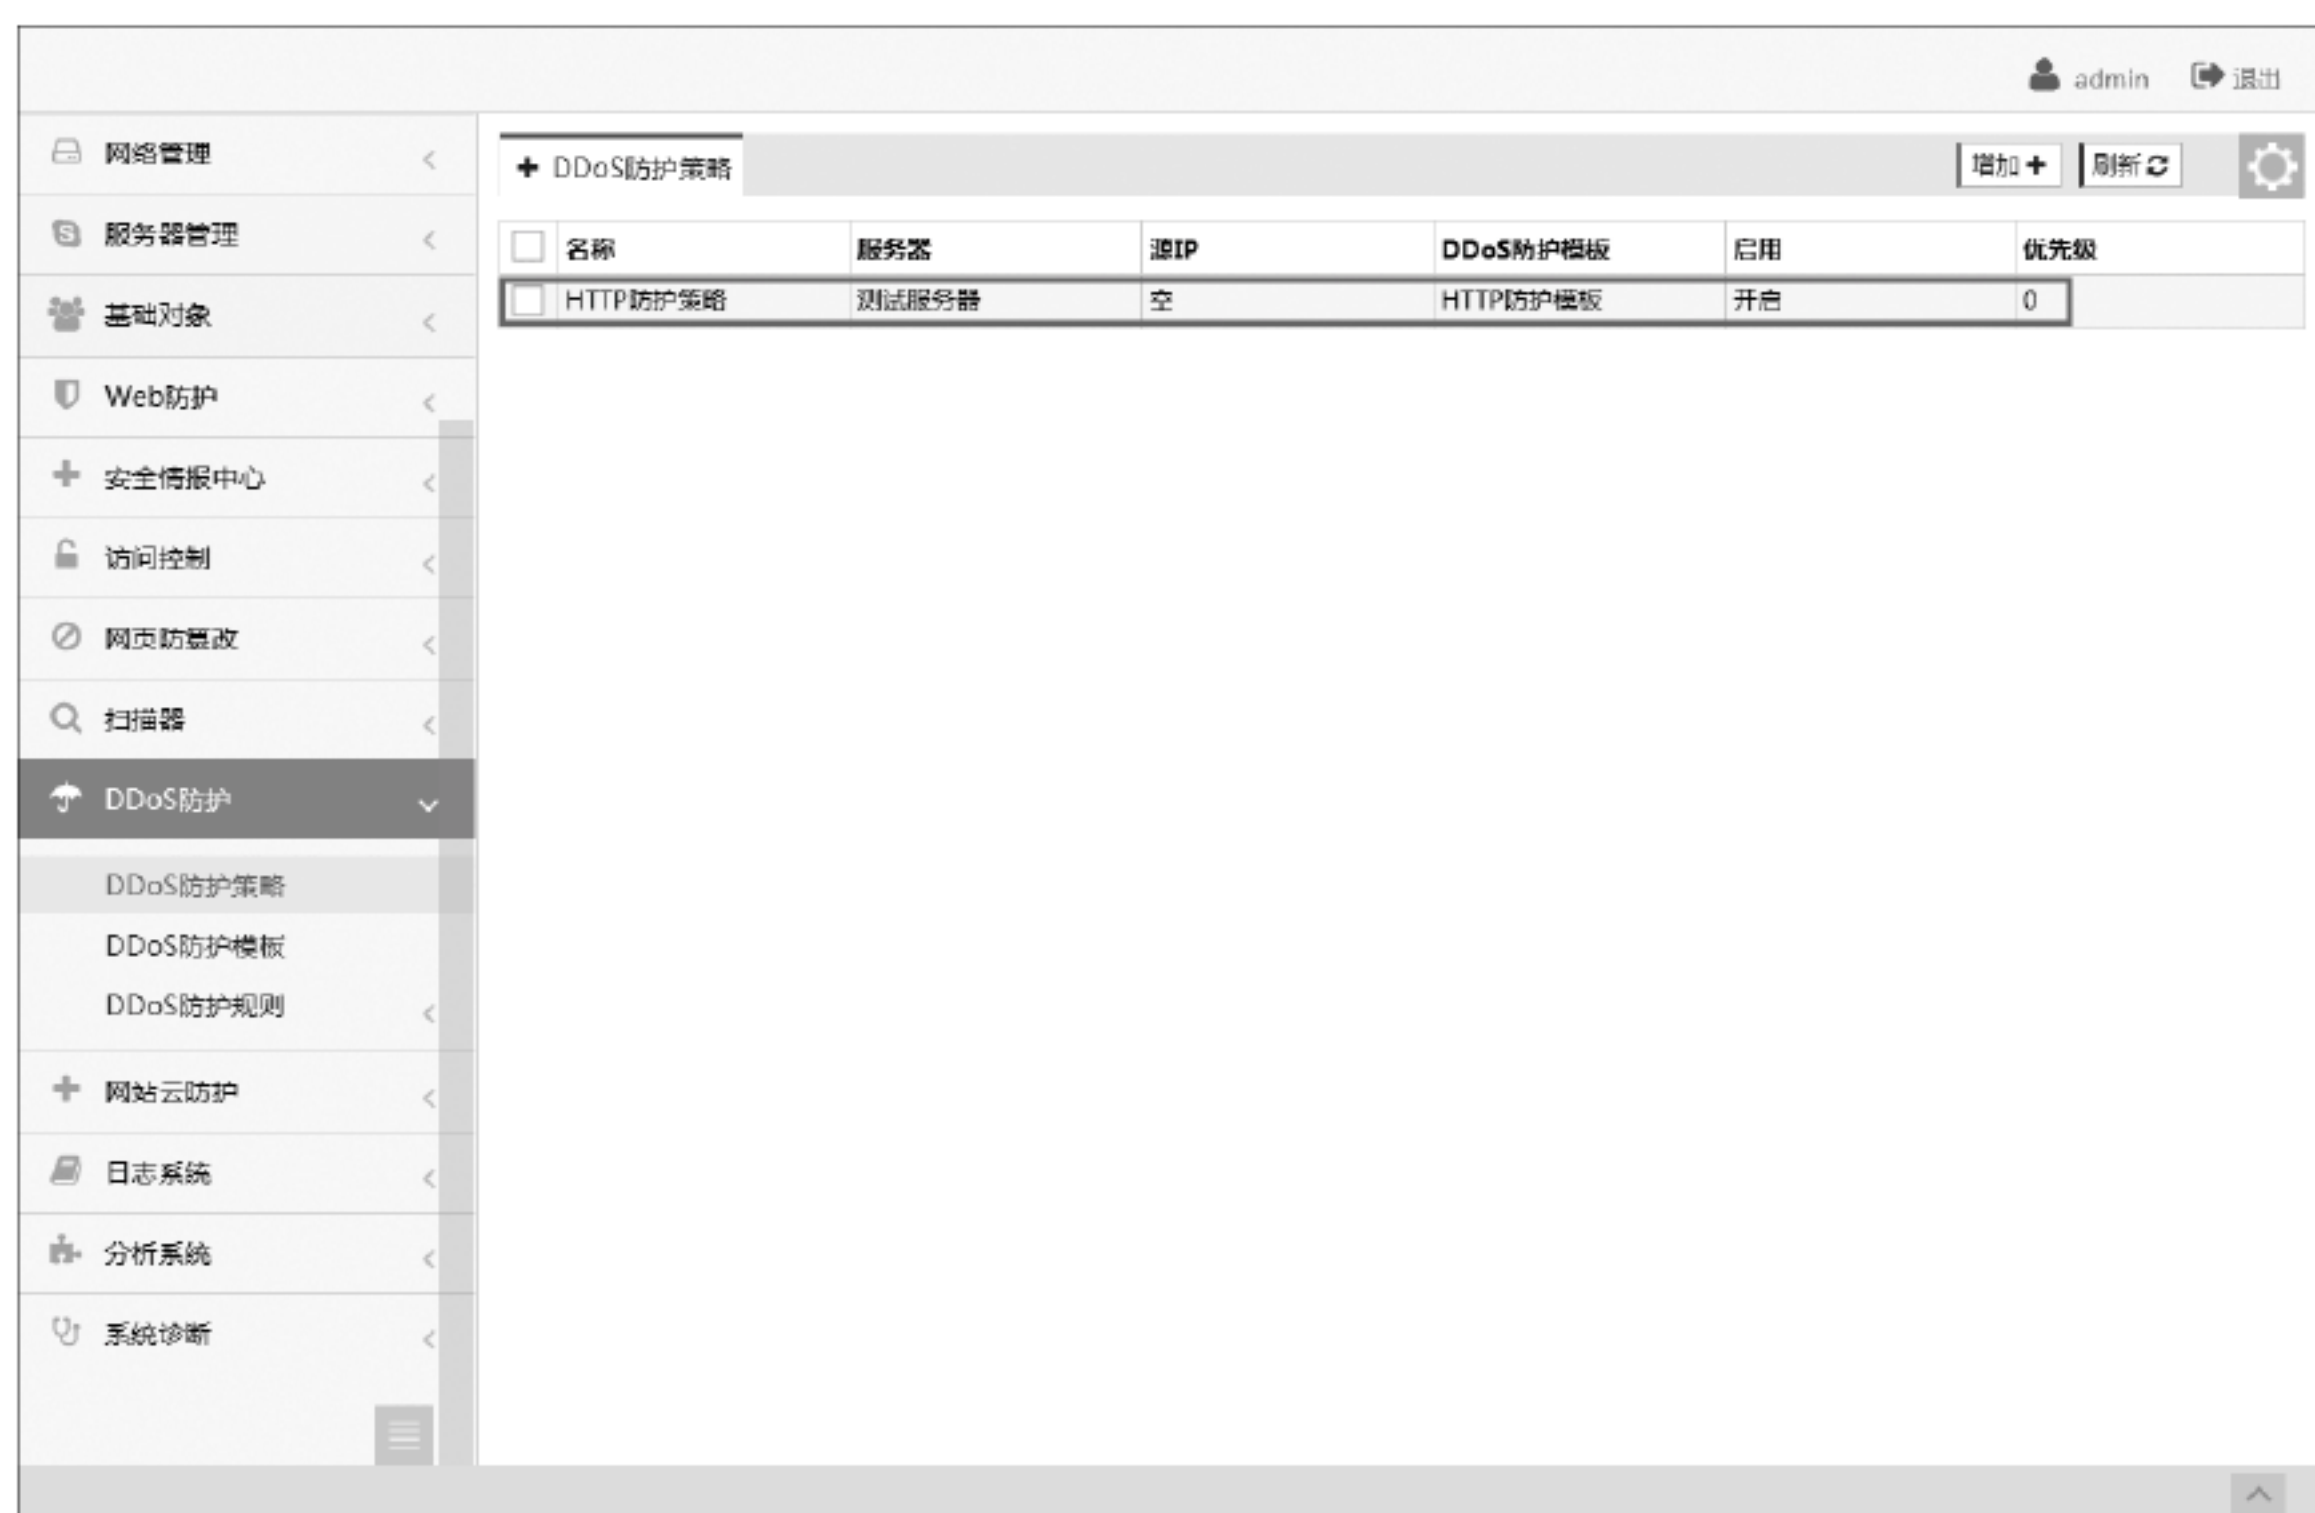 admin 退出
网络管理
服务器管理
基础对象
Web防护
安全情报中心
访问控制
网页防篡改
扫描器
DDoS防护
DDoS防护策略
DDoS防护模板
DDoS防护规则
网站云防护
日志系统
分析系统
系统诊断
DDoS防护策略 增加 刷新
名称 服务器 源IP DDoS防护模板 启用 优先级
HTTP防护策略 测试服务器 空 HTTP防护模板 开启 0